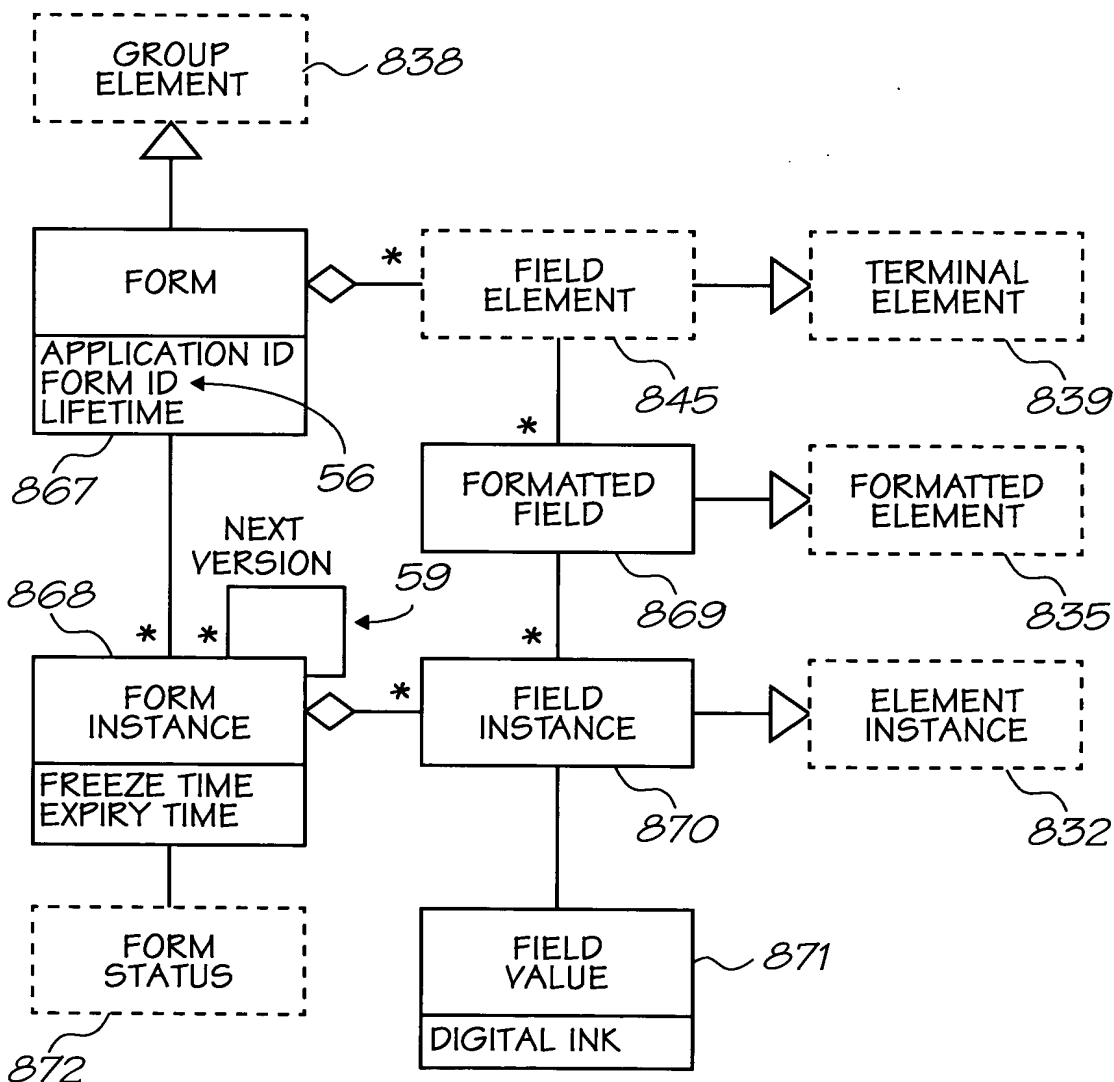 GROUP
ELEMENT
838
FORM
*
FIELD
ELEMENT
TERMINAL
ELEMENT
APPLICATION ID
FORM ID
LIFETIME
867
56
845
839
*
FORMATTED
FIELD
FORMATTED
ELEMENT
NEXT
VERSION
59
869
835
868
*
*
*
FORM
INSTANCE
*
FIELD
INSTANCE
ELEMENT
INSTANCE
FREEZE TIME
EXPIRY TIME
870
832
FORM
STATUS
872
FIELD
VALUE
871
DIGITAL INK